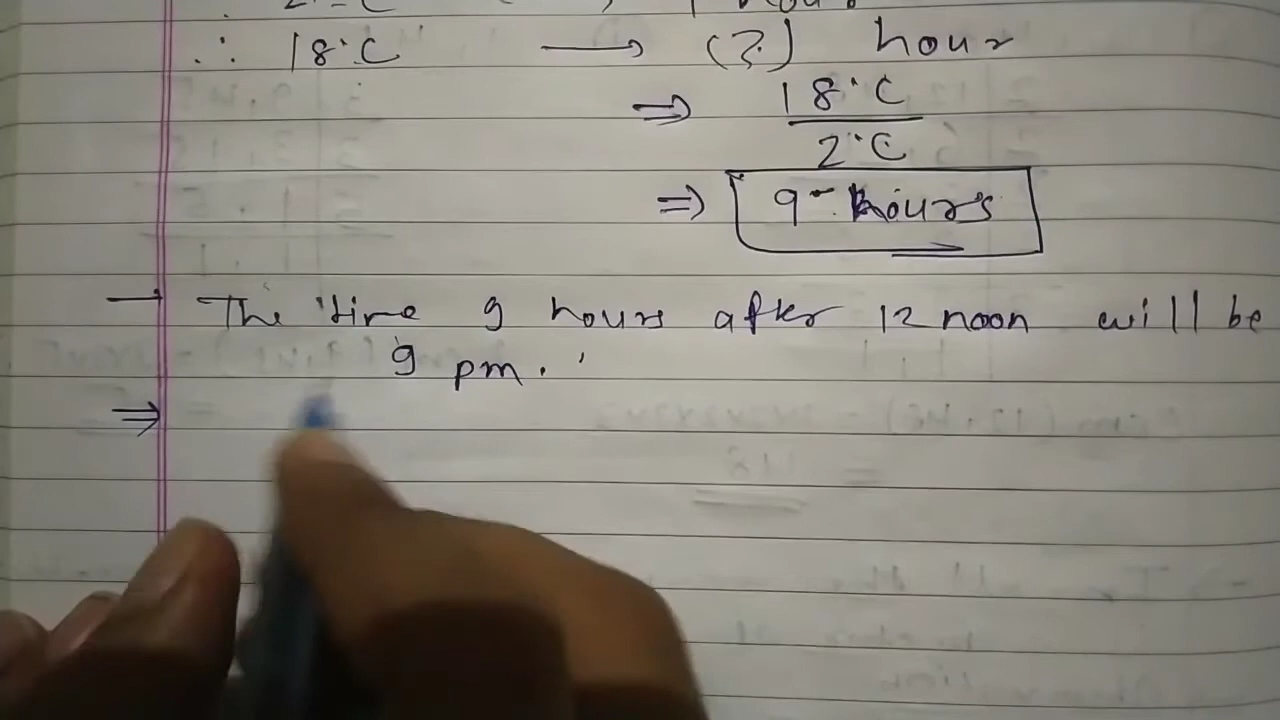 ∴ 18°C ⟶ (?) hour
⇒ 18°C
2°C
⇒ 9 hours
→ The time 9 hours after 12 noon will be
9 pm.
⇒